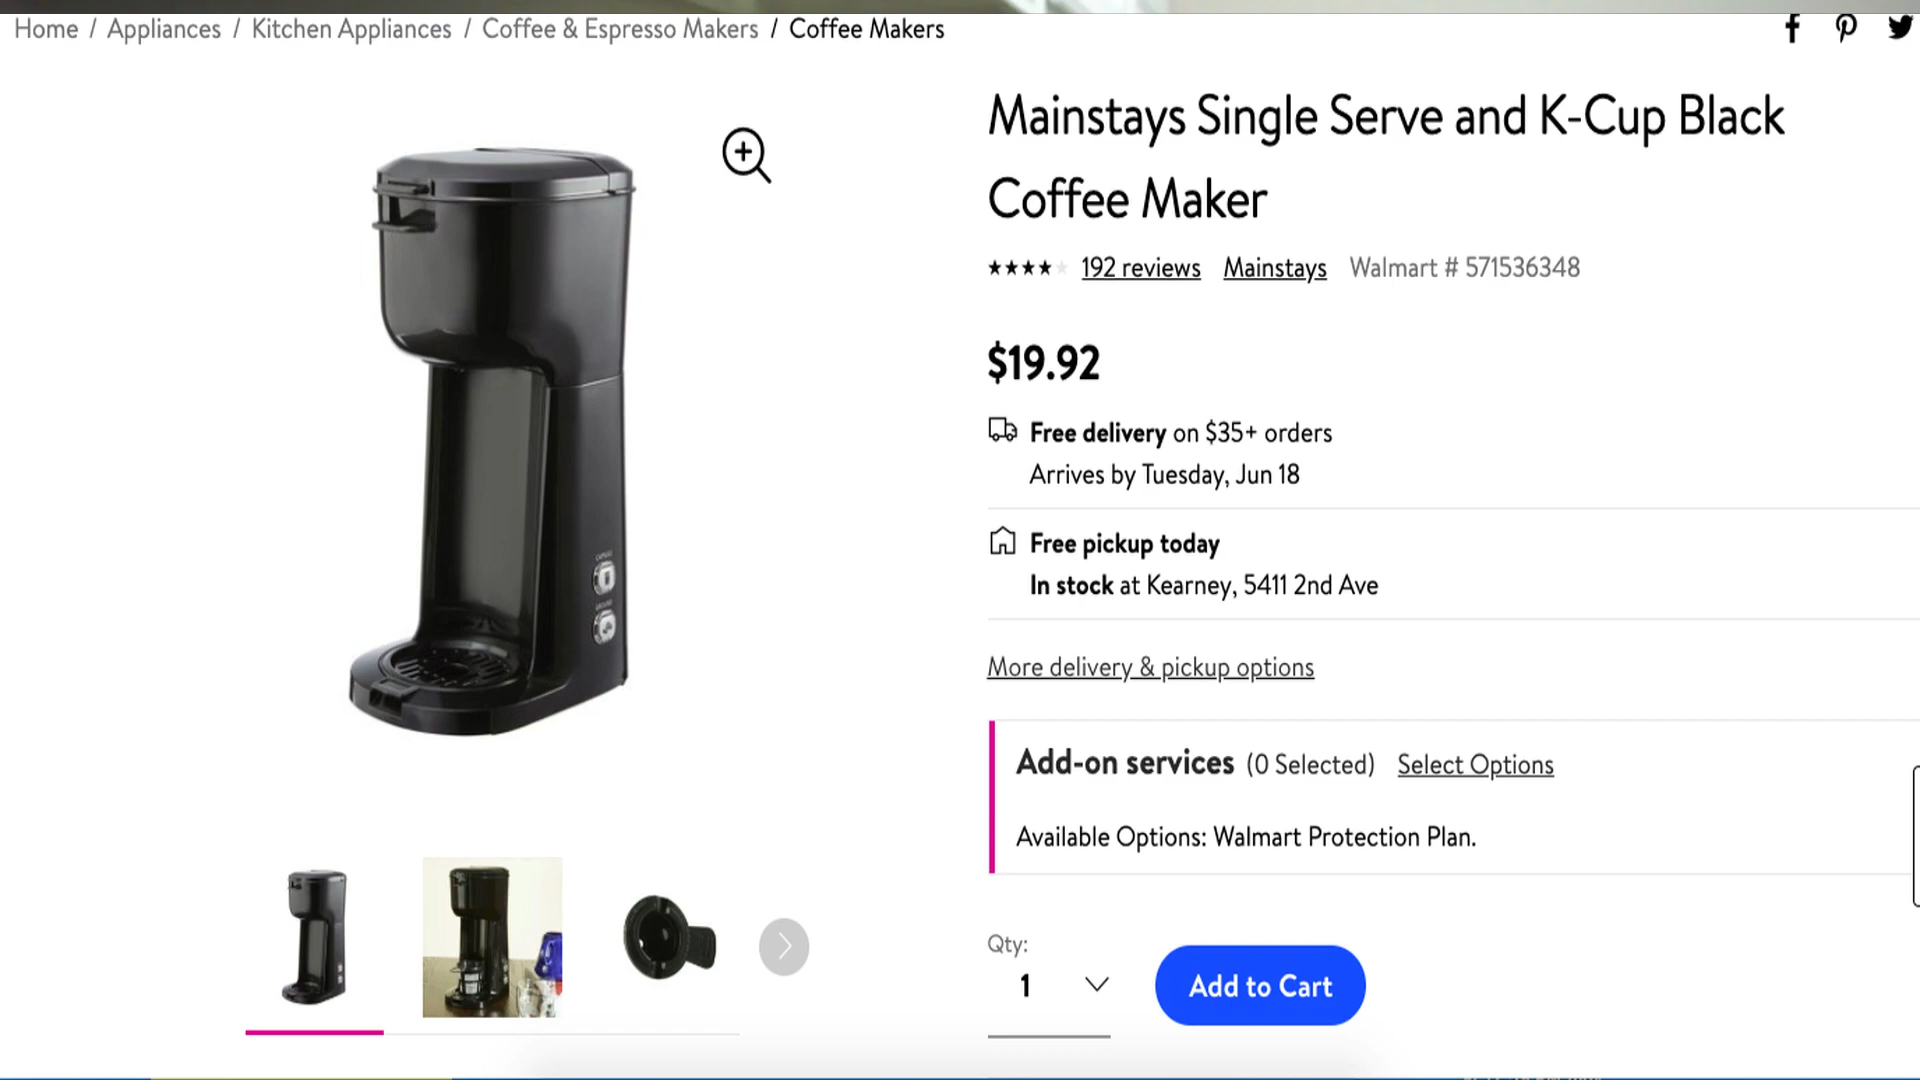 Home / Appliances / Kitchen Appliances / Coffee & Espresso Makers / Coffee Makers
Mainstays Single Serve and K-Cup Black
Coffee Maker
192 reviews Mainstays Walmart # 571536348
$19.92
Free delivery on $35+ orders
Arrives by Tuesday, Jun 18
Free pickup today
In stock at Kearney, 5411 2nd Ave
More delivery & pickup options
Add-on services (0 Selected) Select Options
Available Options: Walmart Protection Plan.
Qty:
1
Add to Cart